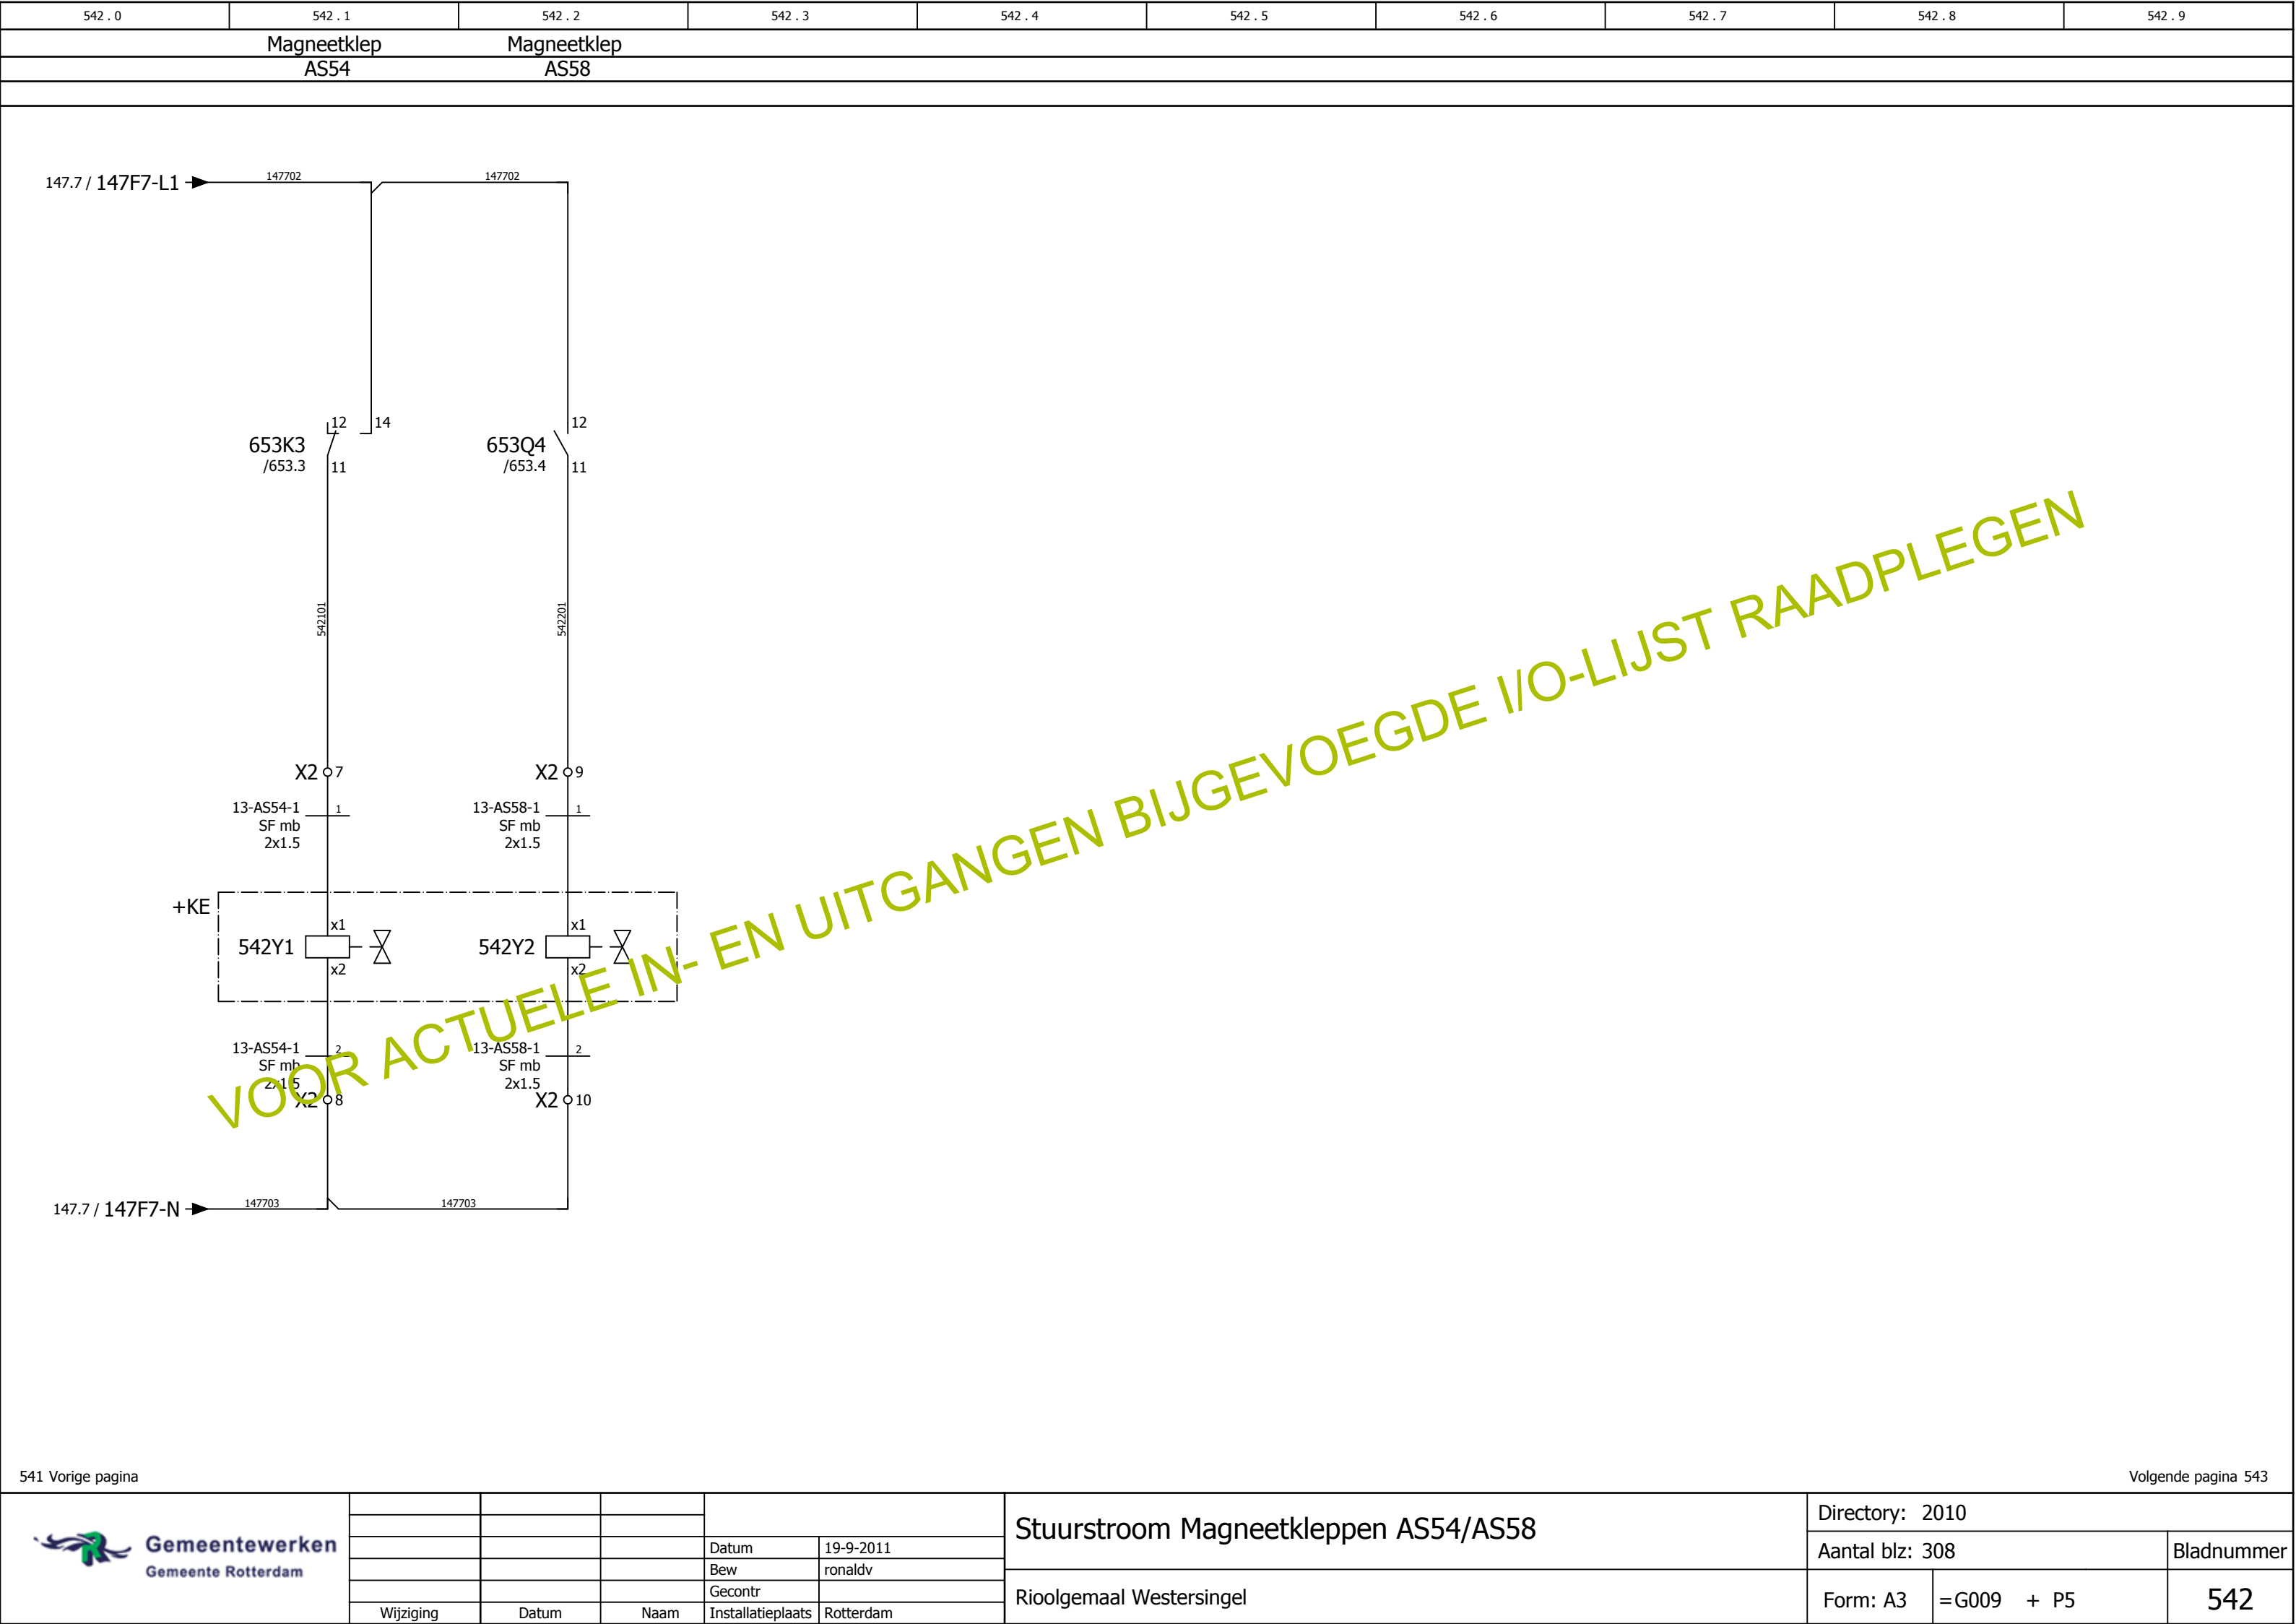 542 . 0 542 . 1 542 . 2 542 . 3 542 . 4 542 . 5 542 . 6 542 . 7 542 . 8 542 . 9
Magneetklep Magneetklep
AS54 AS58
147.7 / 147F7-L1 147702 147702
12 14 12
653K3 653Q4
/653.3 11 /653.4 11
542101 542201
X2 7 X2 9
13-AS54-1 1 13-AS58-1 1
SF mb SF mb
2x1.5 2x1.5
+KE
x1 x1
542Y1 542Y2
x2 x2
13-AS54-1 2 13-AS58-1 2
SF mb SF mb
2x1.5 2x1.5
X2 8 X2 10
147.7 / 147F7-N 147703 147703
VOOR ACTUELE IN- EN UITGANGEN BIJGEVOEGDE I/O-LIJST RAADPLEGEN
541 Vorige pagina Volgende pagina 543
Gemeentewerken
Gemeente Rotterdam
Wijziging Datum Naam
Datum 19-9-2011
Bew ronaldv
Gecontr
Installatieplaats Rotterdam
Stuurstroom Magneetkleppen AS54/AS58
Rioolgemaal Westersingel
Directory: 2010
Aantal blz: 308 Bladnummer
Form: A3 =G009 + P5 542